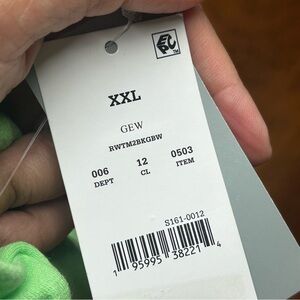 XXL
GEW
RWTM2BKGBW
006 12 0503
DEPT CL ITEM
S161-0012
1 95995 38221 4